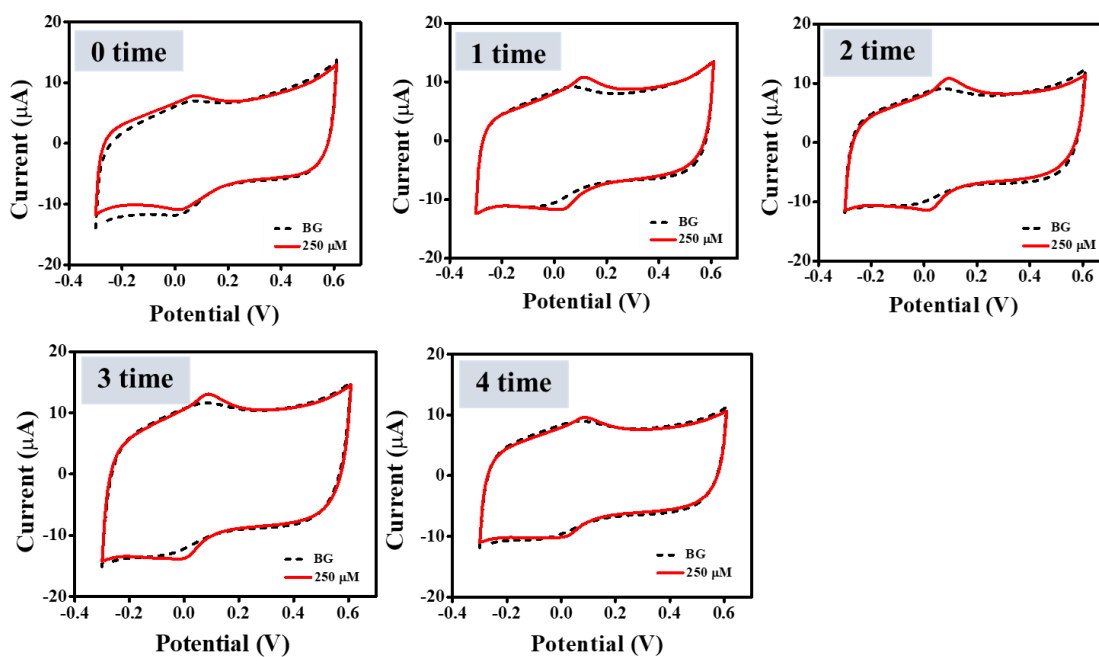 0 time
Current (μA)
20
10
0
-10
-20
BG
250 μM
-0.4 -0.2 0.0 0.2 0.4 0.6
Potential (V)
1 time
Current (μA)
20
10
0
-10
-20
BG
250 μM
-0.4 -0.2 0.0 0.2 0.4 0.6
Potential (V)
2 time
Current (μA)
20
10
0
-10
-20
BG
250 μM
-0.4 -0.2 0.0 0.2 0.4 0.6
Potential (V)
3 time
Current (μA)
20
10
0
-10
-20
BG
250 μM
-0.4 -0.2 0.0 0.2 0.4 0.6
Potential (V)
4 time
Current (μA)
20
10
0
-10
-20
BG
250 μM
-0.4 -0.2 0.0 0.2 0.4 0.6
Potential (V)